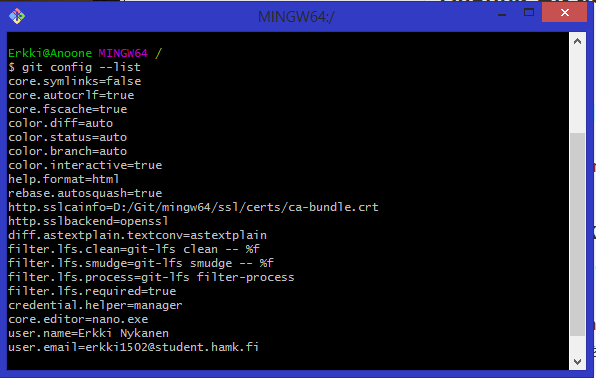 MINGW64:/
Erkki@Anoone MINGW64 /
$ git config --list
core.symlinks=false
core.autocrlf=true
core.fscache=true
color.diff=auto
color.status=auto
color.branch=auto
color.interactive=true
help.format=html
rebase.autosquash=true
http.sslcainfo=D:/Git/mingw64/ssl/certs/ca-bundle.crt
http.sslbackend=openssl
diff.astextplain.textconv=astextplain
filter.lfs.clean=git-lfs clean -- %f
filter.lfs.smudge=git-lfs smudge -- %f
filter.lfs.process=git-lfs filter-process
filter.lfs.required=true
credential.helper=manager
core.editor=nano.exe
user.name=Erkki Nykanen
user.email=erkki1502@student.hamk.fi